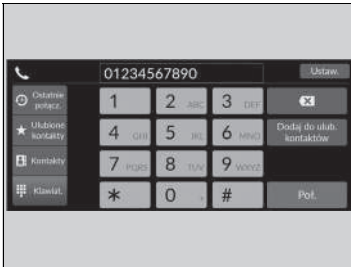 01234567890
Ustaw.
Ostatnie
połącz.
1
2 ABC
3 DEF
Ulubione
kontakty
4 GHI
5 JKL
6 MNO
Dodaj do ulub.
kontaktów
Kontakty
7 PQRS
8 TUV
9 WXYZ
Klawiat.
*
0 +
#
Poł.